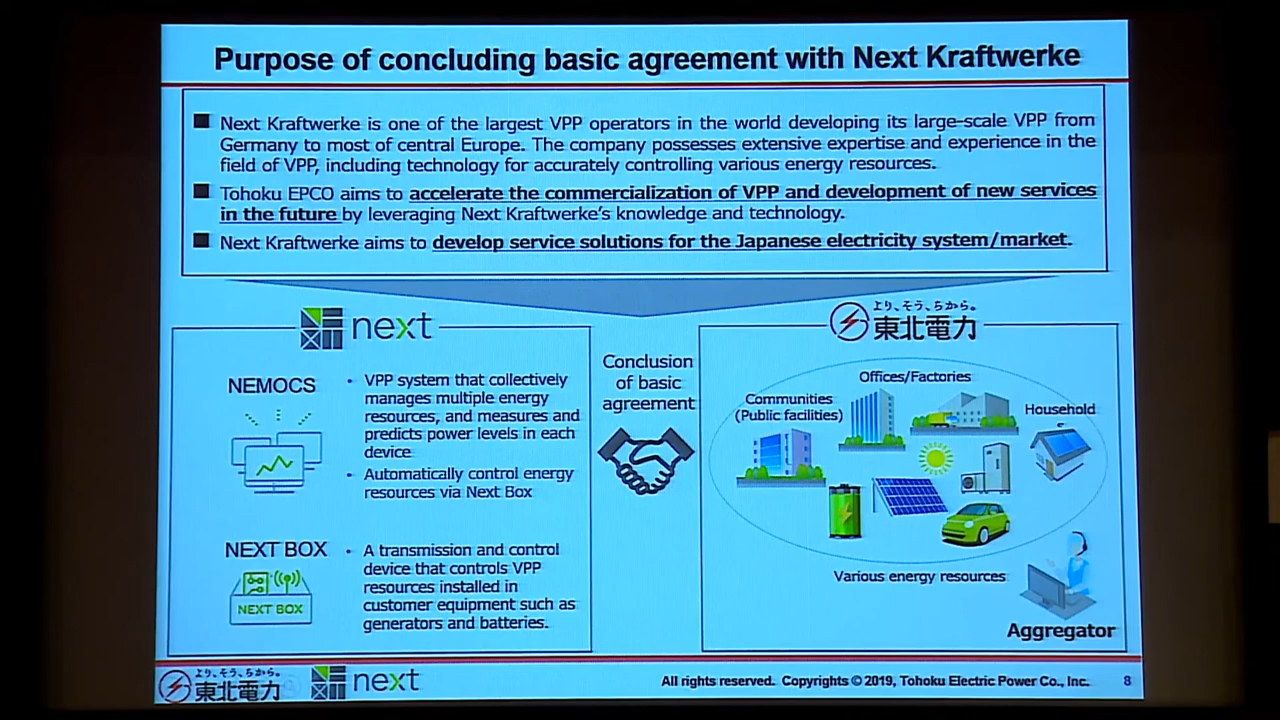 Purpose of concluding basic agreement with Next Kraftwerke
Next Kraftwerke is one of the largest VPP operators in the world developing its large-scale VPP from
Germany to most of central Europe. The company possesses extensive expertise and experience in the
field of VPP, including technology for accurately controlling various energy resources.
Tohoku EPCO aims to accelerate the commercialization of VPP and development of new services
in the future by leveraging Next Kraftwerke's knowledge and technology.
Next Kraftwerke aims to develop service solutions for the Japanese electricity system/market.
next
NEMOCS
• VPP system that collectively
manages multiple energy
resources, and measures and
predicts power levels in each
device
• Automatically control energy
resources via Next Box
NEXT BOX
NEXT BOX
• A transmission and control
device that controls VPP
resources installed in
customer equipment such as
generators and batteries.
Conclusion
of basic
agreement
より、そう、ちから。
東北電力
Offices/Factories
Communities
(Public facilities)
Household
Various energy resources
Aggregator
より、そう、ちから。
東北電力
next
All rights reserved. Copyrights © 2019, Tohoku Electric Power Co., Inc.
8